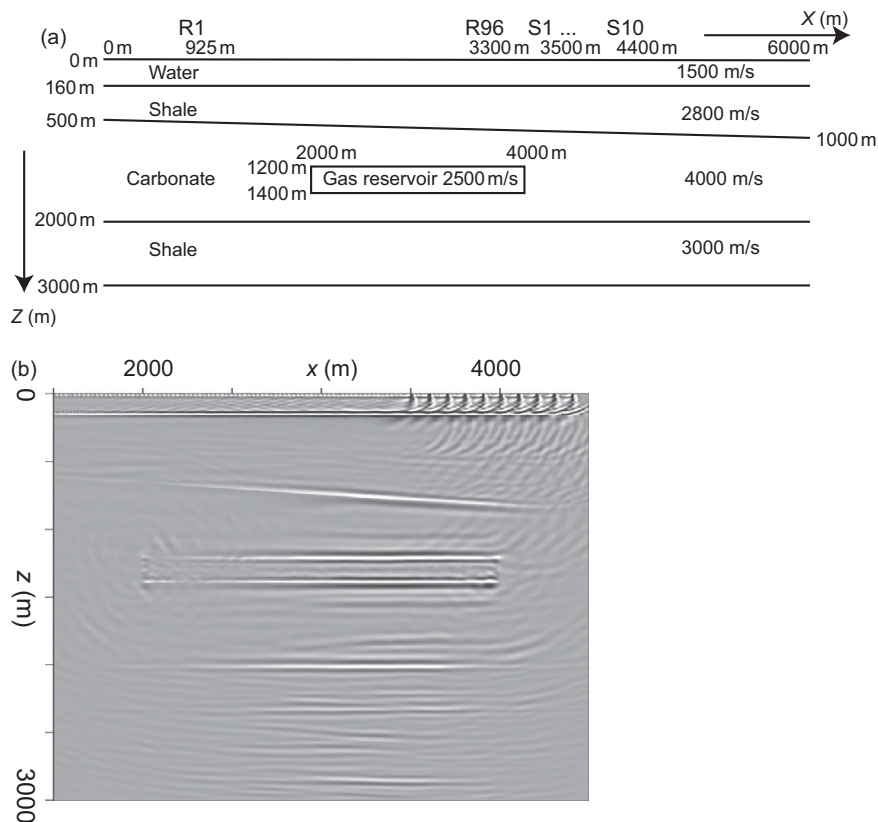 (a)
R1 R96 S1 ... S10 X (m)
0 m 925 m 3300 m 3500 m 4400 m 6000 m
0 m
Water 1500 m/s
160 m
Shale 2800 m/s
500 m
1000 m
2000 m 4000 m
1200 m
Carbonate Gas reservoir 2500 m/s 4000 m/s
1400 m
2000 m
Shale 3000 m/s
3000 m
Z (m)
(b) 2000 x (m) 4000
0
z (m)
3000